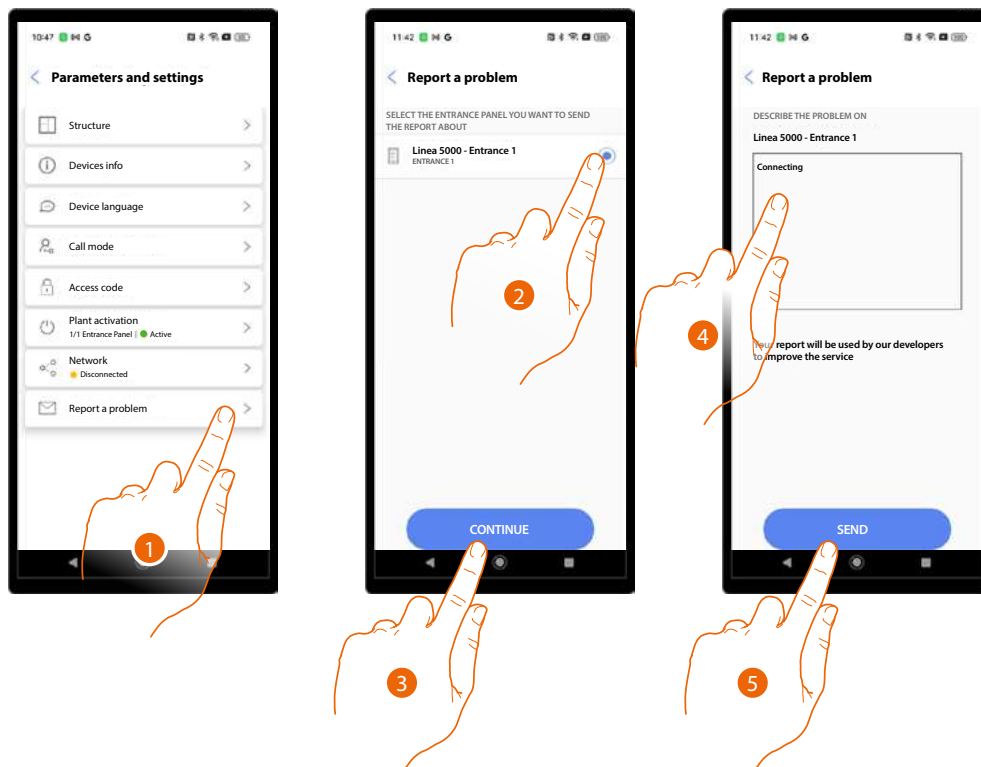 10:47
Parameters and settings
Structure
Devices info
Device language
Call mode
Access code
Plant activation
1/1 Entrance Panel | Active
Network
Disconnected
Report a problem
1
11:42
Report a problem
SELECT THE ENTRANCE PANEL YOU WANT TO SEND
THE REPORT ABOUT
Linea 5000 - Entrance 1
ENTRANCE 1
2
CONTINUE
3
11:42
Report a problem
DESCRIBE THE PROBLEM ON
Linea 5000 - Entrance 1
Connecting
4
Your report will be used by our developers
to improve the service
SEND
5